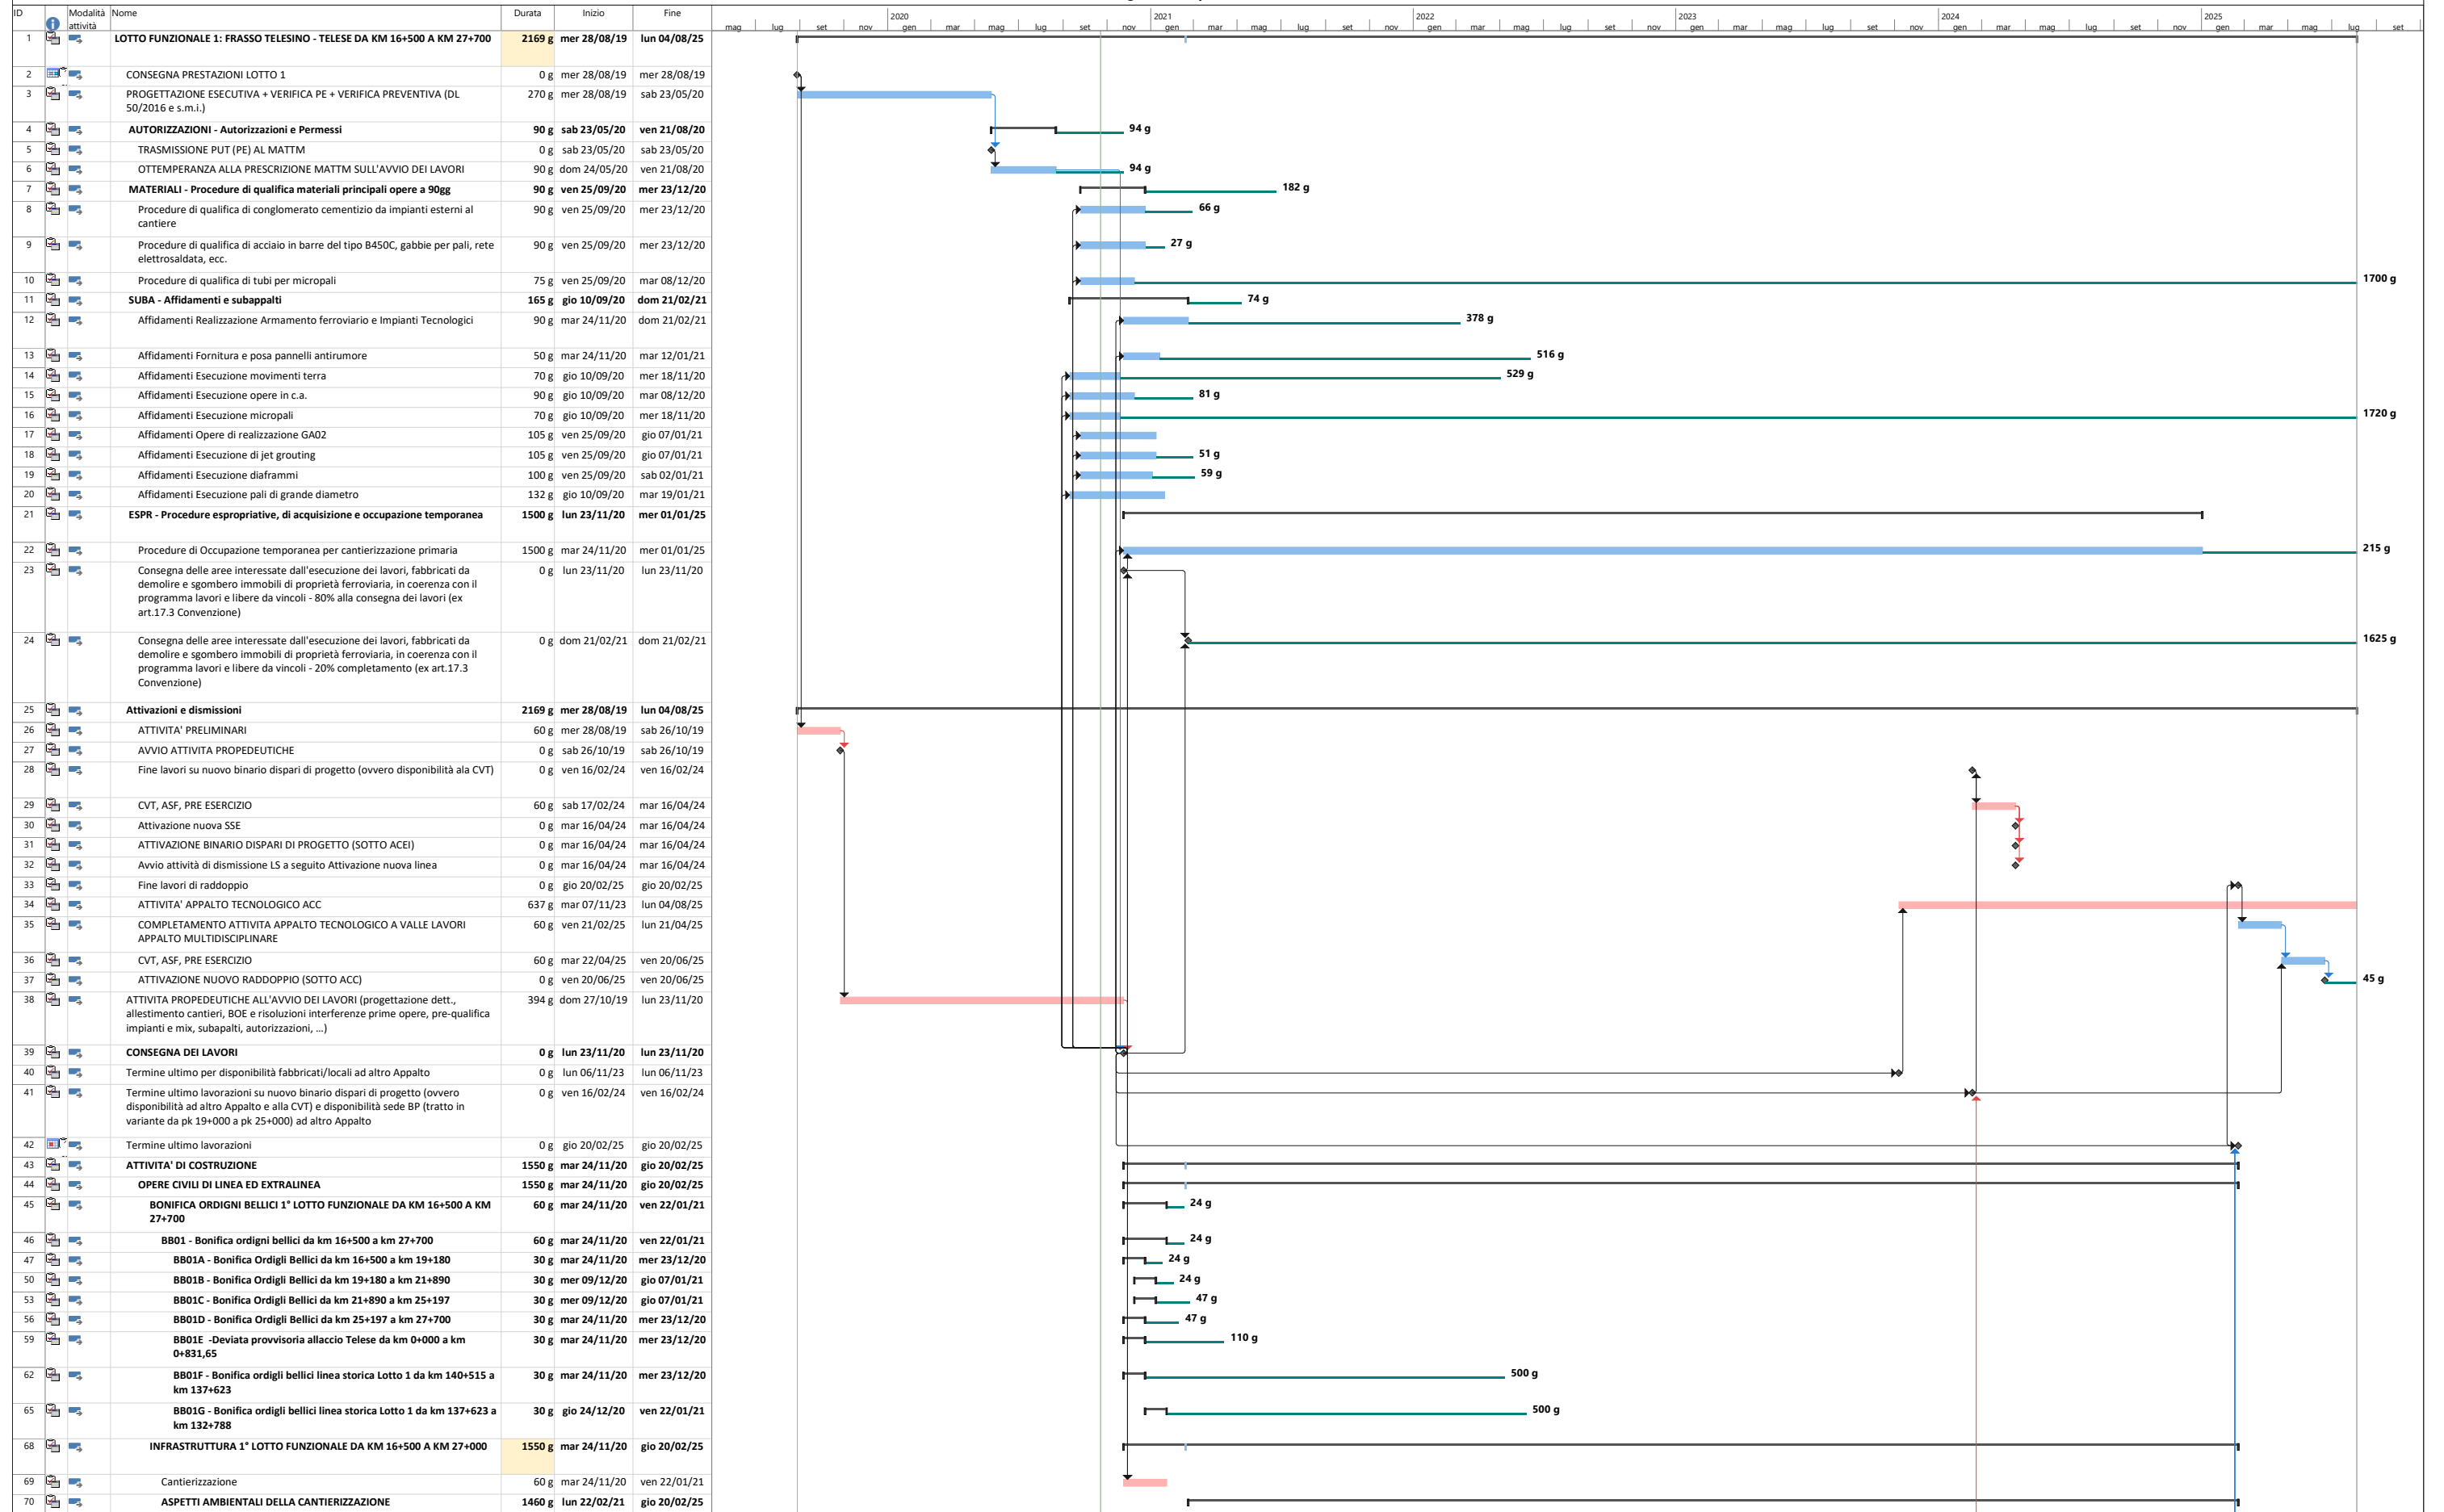 ID Modalità attività Nome Durata Inizio Fine
2020 2021 2022 2023 2024 2025
mag lug set nov gen mar mag lug set nov gen mag set gen mag set gen mar mag lug set nov gen mar mag lug set nov gen mar mag lug set
1 LOTTO FUNZIONALE 1: FRASSO TELESINO - TELESE DA KM 16+500 A KM 27+700 2169 g mer 28/08/19 lun 04/08/25
2 CONSEGNA PRESTAZIONI LOTTO 1 0 g mer 28/08/19 mer 28/08/19
3 PROGETTAZIONE ESECUTIVA + VERIFICA PE + VERIFICA PREVENTIVA (DL 270 g mer 28/08/19 sab 23/05/20
50/2016 e s.m.i.)
4 AUTORIZZAZIONI - Autorizzazioni e Permessi 90 g sab 23/05/20 ven 21/08/20 94 g
5 TRASMISSIONE PUT (PE) AL MATTM 0 g sab 23/05/20 sab 23/05/20
6 OTTEMPERANZA ALLA PRESCRIZIONE MATTM SULL'AVVIO DEI LAVORI 90 g dom 24/05/20 ven 21/08/20 94 g
7 MATERIALI - Procedure di qualifica materiali principali opere a 90gg 90 g ven 25/09/20 mer 23/12/20 182 g
8 Procedure di qualifica di conglomerato cementizio da impianti esterni al 90 g ven 25/09/20 mer 23/12/20 66 g
cantiere
9 Procedure di qualifica di acciaio in barre del tipo B450C, gabbie per pali, rete 90 g ven 25/09/20 mer 23/12/20 27 g
elettrosaldata, ecc.
10 Procedure di qualifica di tubi per micropali 75 g ven 25/09/20 mar 08/12/20 1700 g
11 SUBA - Affidamenti e subappalti 165 g gio 10/09/20 dom 21/02/21 74 g
12 Affidamenti Realizzazione Armamento ferroviario e Impianti Tecnologici 90 g mar 24/11/20 dom 21/02/21 378 g
13 Affidamenti Fornitura e posa pannelli antirumore 50 g mar 24/11/20 mar 12/01/21 516 g
14 Affidamenti Esecuzione movimenti terra 70 g gio 10/09/20 mer 18/11/20 529 g
15 Affidamenti Esecuzione opere in c.a. 90 g gio 10/09/20 mar 08/12/20 81 g
16 Affidamenti Esecuzione micropali 70 g gio 10/09/20 mer 18/11/20 1720 g
17 Affidamenti Opere di realizzazione GA02 105 g ven 25/09/20 gio 07/01/21
18 Affidamenti Esecuzione di jet grouting 105 g ven 25/09/20 gio 07/01/21 51 g
19 Affidamenti Esecuzione diaframmi 100 g ven 25/09/20 sab 02/01/21 59 g
20 Affidamenti Esecuzione pali di grande diametro 132 g gio 10/09/20 mar 19/01/21
21 ESPR - Procedure espropriative, di acquisizione e occupazione temporanea 1500 g lun 23/11/20 mer 01/01/25
22 Procedure di Occupazione temporanea per cantierizzazione primaria 1500 g mar 24/11/20 mer 01/01/25 215 g
23 Consegna delle aree interessate dall'esecuzione dei lavori, fabbricati da 0 g lun 23/11/20 lun 23/11/20
demolire e sgombero immobili di proprietà ferroviaria, in coerenza con il
programma lavori e libere da vincoli - 80% alla consegna dei lavori (ex
art.17.3 Convenzione)
24 Consegna delle aree interessate dall'esecuzione dei lavori, fabbricati da 0 g dom 21/02/21 dom 21/02/21 1625 g
demolire e sgombero immobili di proprietà ferroviaria, in coerenza con il
programma lavori e libere da vincoli - 20% completamento (ex art.17.3
Convenzione)
25 Attivazioni e dismissioni 2169 g mer 28/08/19 lun 04/08/25
26 ATTIVITA' PRELIMINARI 60 g mer 28/08/19 sab 26/10/19
27 AVVIO ATTIVITA PROPEDEUTICHE 0 g sab 26/10/19 sab 26/10/19
28 Fine lavori su nuovo binario dispari di progetto (ovvero disponibilità ala CVT) 0 g ven 16/02/24 ven 16/02/24
29 CVT, ASF, PRE ESERCIZIO 60 g sab 17/02/24 mar 16/04/24
30 Attivazione nuova SSE 0 g mar 16/04/24 mar 16/04/24
31 ATTIVAZIONE BINARIO DISPARI DI PROGETTO (SOTTO ACEI) 0 g mar 16/04/24 mar 16/04/24
32 Avvio attività di dismissione LS a seguito Attivazione nuova linea 0 g mar 16/04/24 mar 16/04/24
33 Fine lavori di raddoppio 0 g gio 20/02/25 gio 20/02/25
34 ATTIVITA' APPALTO TECNOLOGICO ACC 637 g mar 07/11/23 lun 04/08/25
35 COMPLETAMENTO ATTIVITA APPALTO TECNOLOGICO A VALLE LAVORI 60 g ven 21/02/25 lun 21/04/25
APPALTO MULTIDISCIPLINARE
36 CVT, ASF, PRE ESERCIZIO 60 g mar 22/04/25 ven 20/06/25
37 ATTIVAZIONE NUOVO RADDOPPIO (SOTTO ACC) 0 g ven 20/06/25 ven 20/06/25 45 g
38 ATTIVITA PROPEDEUTICHE ALL'AVVIO DEI LAVORI (progettazione dett., 394 g dom 27/10/19 lun 23/11/20
allestimento cantieri, BOE e risoluzioni interferenze prime opere, pre-qualifica
impianti e mix, subapalti, autorizzazioni, ...)
39 CONSEGNA DEI LAVORI 0 g lun 23/11/20 lun 23/11/20
40 Termine ultimo per disponibilità fabbricati/locali ad altro Appalto 0 g lun 06/11/23 lun 06/11/23
41 Termine ultimo lavorazioni su nuovo binario dispari di progetto (ovvero 0 g ven 16/02/24 ven 16/02/24
disponibilità ad altro Appalto e alla CVT) e disponibilità sede BP (tratto in
variante da pk 19+000 a pk 25+000) ad altro Appalto
42 Termine ultimo lavorazioni 0 g gio 20/02/25 gio 20/02/25
43 ATTIVITA' DI COSTRUZIONE 1550 g mar 24/11/20 gio 20/02/25
44 OPERE CIVILI DI LINEA ED EXTRALINEA 1550 g mar 24/11/20 gio 20/02/25
45 BONIFICA ORDIGNI BELLICI 1° LOTTO FUNZIONALE DA KM 16+500 A KM 60 g mar 24/11/20 ven 22/01/21 24 g
27+700
46 BB01 - Bonifica ordigni bellici da km 16+500 a km 27+700 60 g mar 24/11/20 ven 22/01/21 24 g
47 BB01A - Bonifica Ordigli Bellici da km 16+500 a km 19+180 30 g mar 24/11/20 mer 23/12/20 24 g
50 BB01B - Bonifica Ordigli Bellici da km 19+180 a km 21+890 30 g mer 09/12/20 gio 07/01/21 24 g
53 BB01C - Bonifica Ordigli Bellici da km 21+890 a km 25+197 30 g mer 09/12/20 gio 07/01/21 47 g
56 BB01D - Bonifica Ordigli Bellici da km 25+197 a km 27+700 30 g mar 24/11/20 mer 23/12/20 47 g
59 BB01E -Deviata provvisoria allaccio Telese da km 0+000 a km 30 g mar 24/11/20 mer 23/12/20 110 g
0+831,65
62 BB01F - Bonifica ordigli bellici linea storica Lotto 1 da km 140+515 a 30 g mar 24/11/20 mer 23/12/20 500 g
km 137+623
65 BB01G - Bonifica ordigli bellici linea storica Lotto 1 da km 137+623 a 30 g gio 24/12/20 ven 22/01/21 500 g
km 132+788
68 INFRASTRUTTURA 1° LOTTO FUNZIONALE DA KM 16+500 A KM 27+000 1550 g mar 24/11/20 gio 20/02/25
69 Cantierizzazione 60 g mar 24/11/20 ven 22/01/21
70 ASPETTI AMBIENTALI DELLA CANTIERIZZAZIONE 1460 g lun 22/02/21 gio 20/02/25